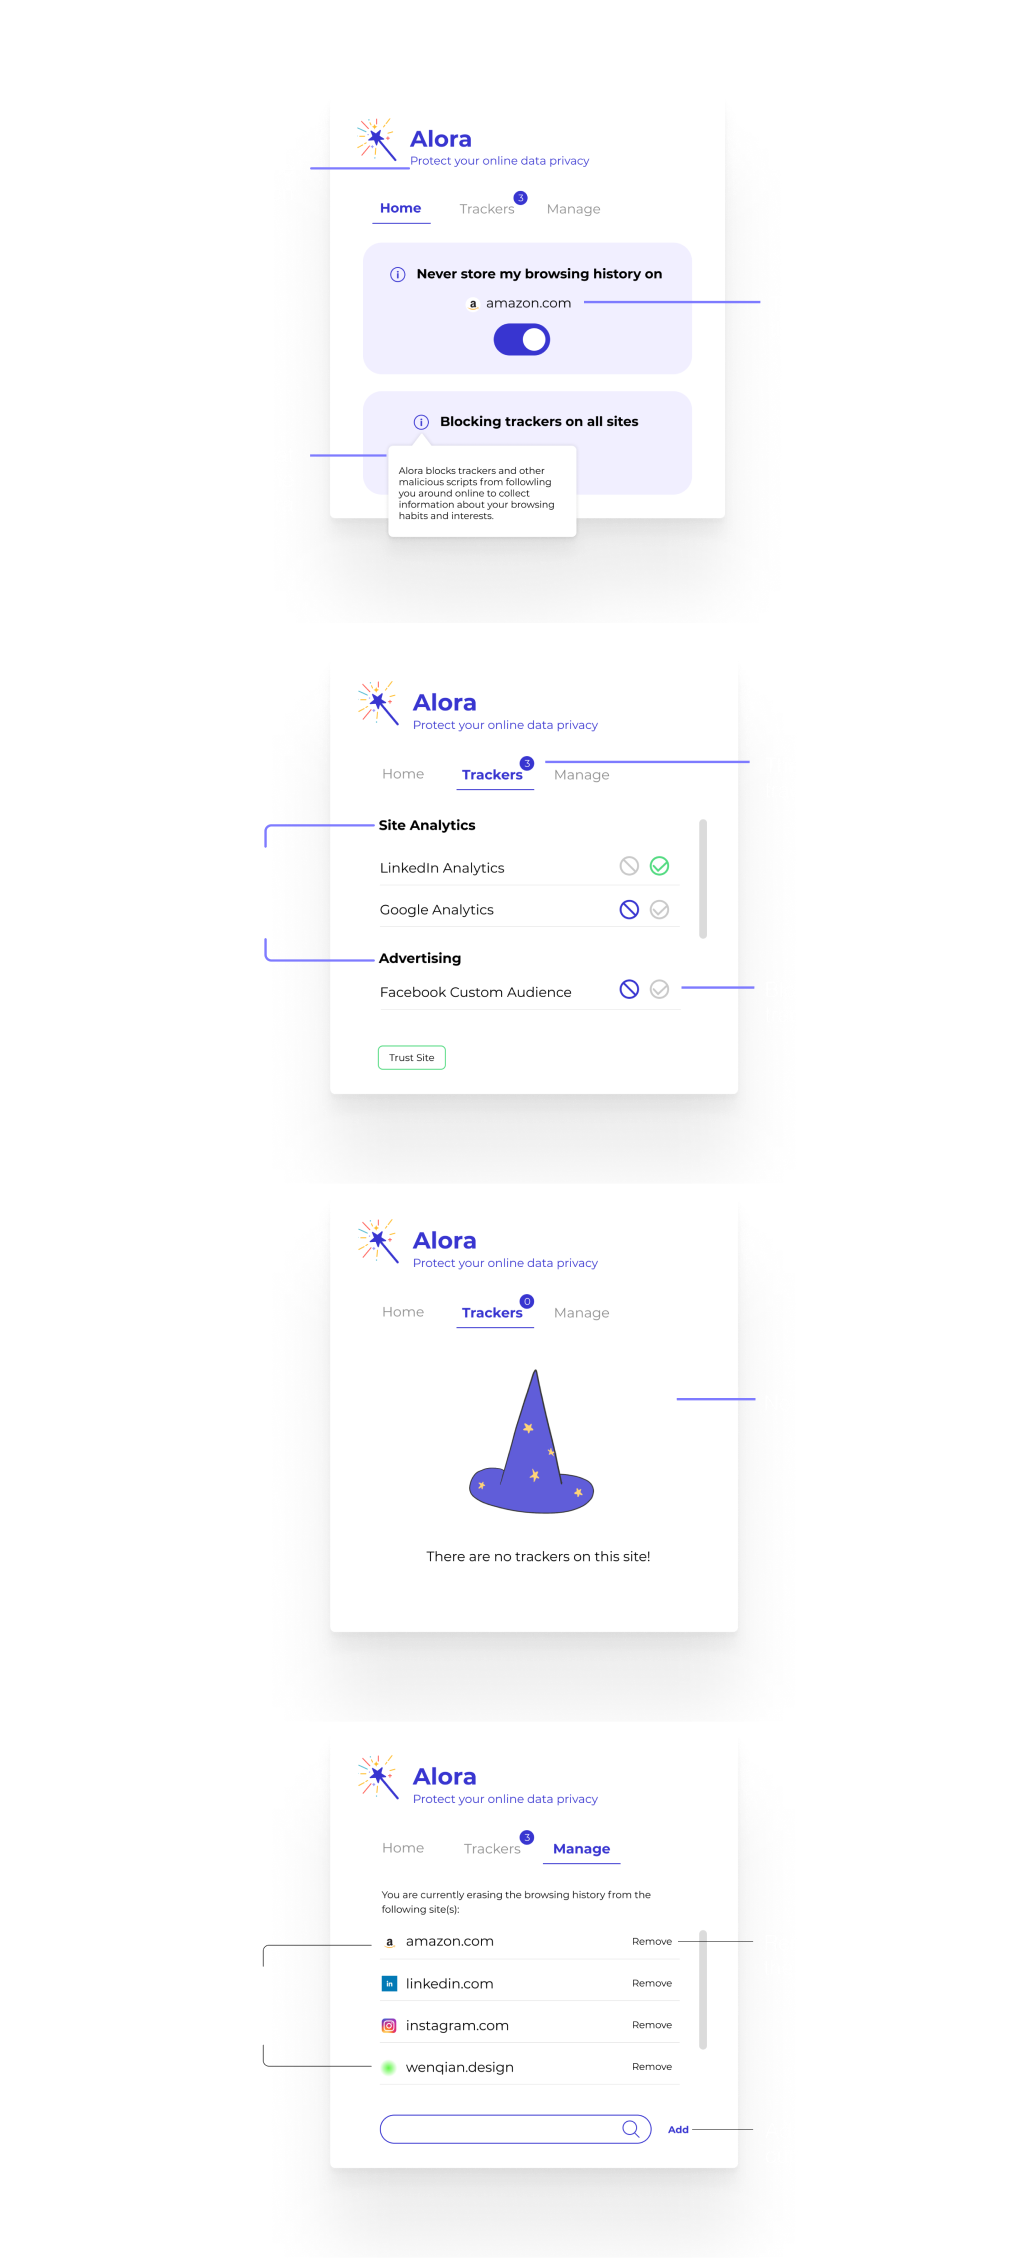 Alora
Protect your online data privacy
Home
Trackers
3
Manage
Never store my browsing history on
a amazon.com
Blocking trackers on all sites
Alora blocks trackers and other
malicious scripts from followling
you around online to collect
information about your browsing
habits and interests.
Alora
Protect your online data privacy
Home
Trackers
3
Manage
Site Analytics
LinkedIn Analytics
Google Analytics
Advertising
Facebook Custom Audience
Trust Site
Alora
Protect your online data privacy
Home
Trackers
0
Manage
There are no trackers on this site!
Alora
Protect your online data privacy
Home
Trackers
3
Manage
You are currently erasing the browsing history from the
following site(s):
a amazon.com Remove
in linkedin.com Remove
instagram.com Remove
wenqian.design Remove
Add